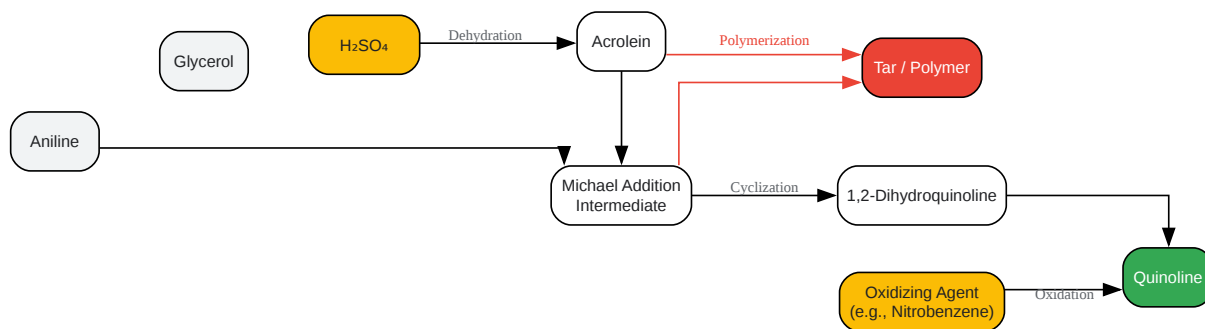 Glycerol
H₂SO₄
Dehydration
Acrolein
Polymerization
Tar / Polymer
Aniline
Michael Addition
Intermediate
Cyclization
1,2-Dihydroquinoline
Oxidizing Agent
(e.g., Nitrobenzene)
Oxidation
Quinoline